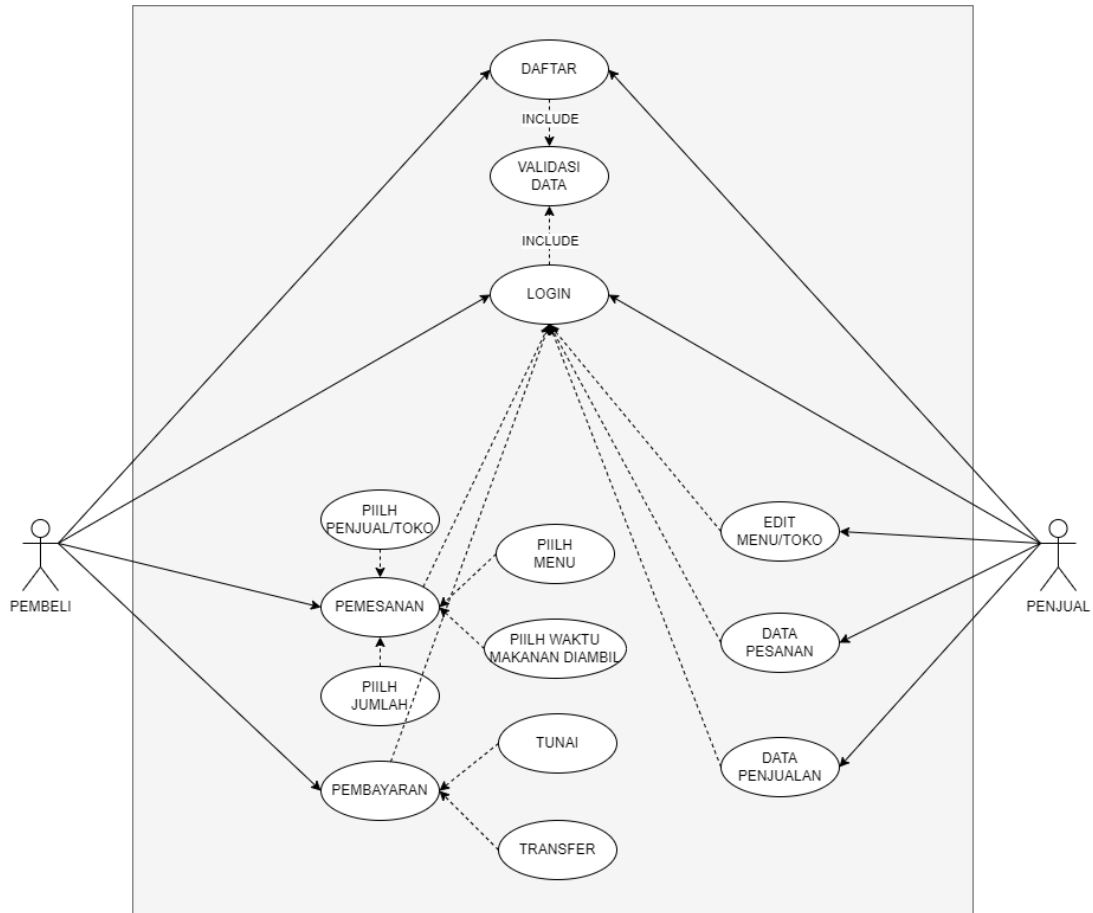 DAFTAR
INCLUDE
VALIDASI
DATA
INCLUDE
LOGIN
PIILH
PENJUAL/TOKO
PIILH
MENU
EDIT
MENU/TOKO
PEMBELI
PEMESANAN
PENJUAL
PIILH WAKTU
MAKANAN DIAMBIL
DATA
PESANAN
PIILH
JUMLAH
TUNAI
DATA
PENJUALAN
PEMBAYARAN
TRANSFER